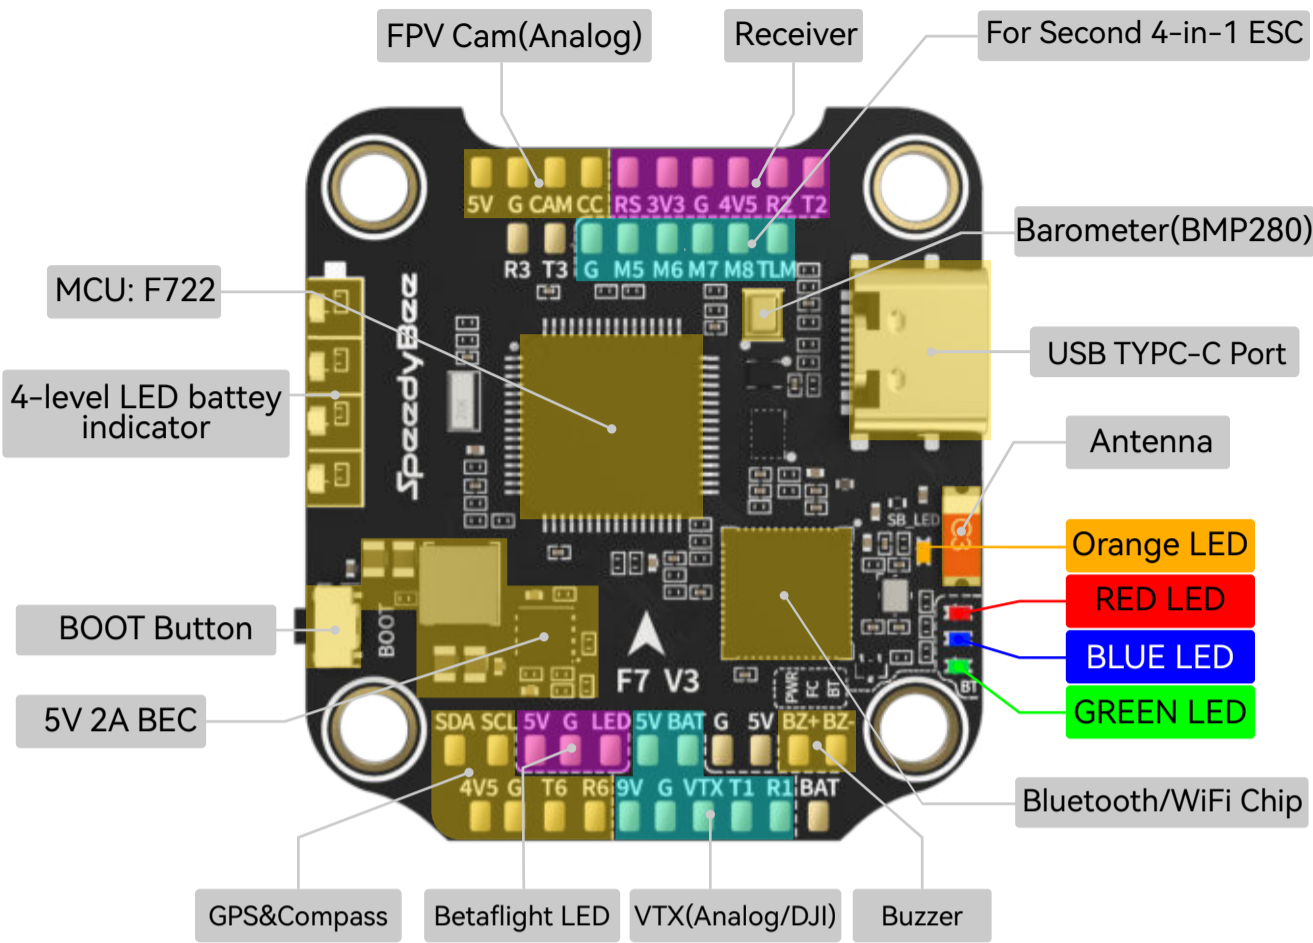 FPV Cam(Analog)
Receiver
For Second 4-in-1 ESC
5V G CAM CC RS 3V3 G 4V5 R2 T2
R3 T3 G M5 M6 M7 M8 TLM
Barometer(BMP280)
MCU: F722
SpeedyBee
USB TYPC-C Port
4-level LED battey
indicator
Antenna
SB_LED
C3
Orange LED
RED LED
BLUE LED
GREEN LED
BOOT Button
BOOT
F7 V3
PWR
FC
BT
BT
5V 2A BEC
SDA SCL 5V G LED 5V BAT G 5V BZ+ BZ-
4V5 G T6 R6 9V G VTX T1 R1 BAT
Bluetooth/WiFi Chip
GPS&Compass
Betaflight LED
VTX(Analog/DJI)
Buzzer